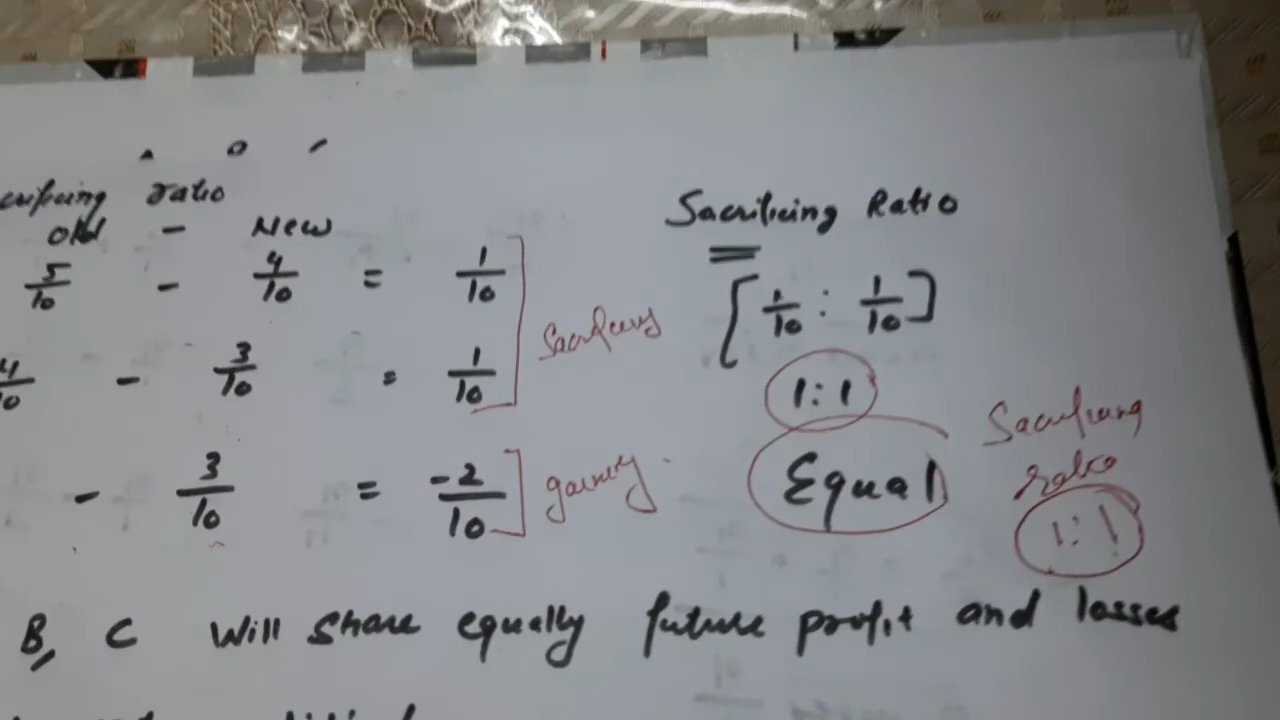 ratio
Old - New
5/10 - 4/10 = 1/10
4/10 - 3/10 = 1/10
- 3/10 = -2/10
Sacrificing
gaining
Sacrificing Ratio
[1/10 : 1/10]
1:1
Equal
Sacrificing
ratio
1:1
B, C Will Share equally future profit and losses